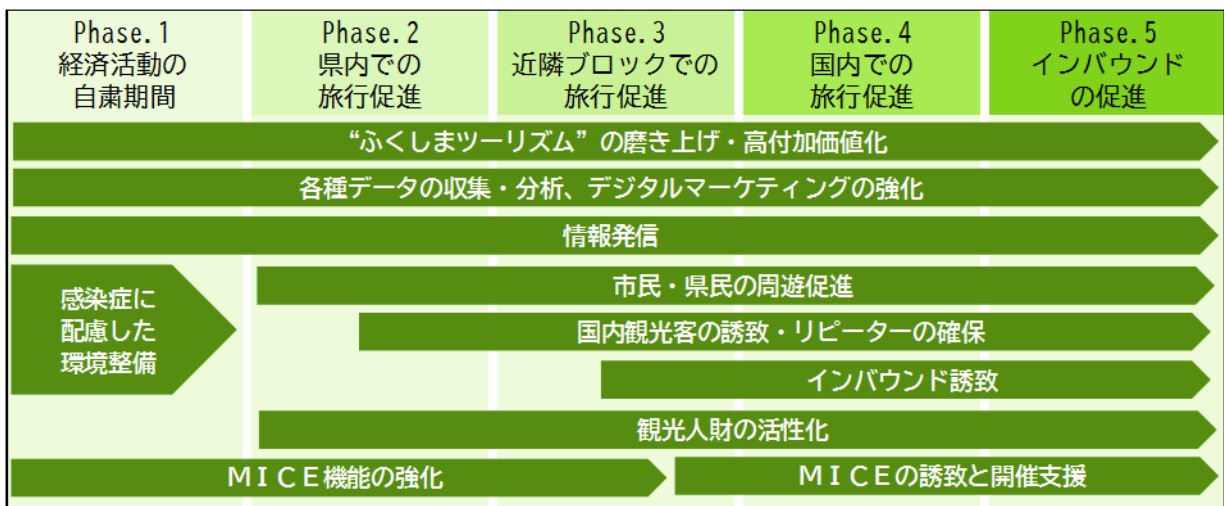 Phase.1
経済活動の
自粛期間
Phase.2
県内での
旅行促進
Phase.3
近隣ブロックでの
旅行促進
Phase.4
国内での
旅行促進
Phase.5
インバウンド
の促進
“ふくしまツーリズム”の磨き上げ・高付加価値化
各種データの収集・分析、デジタルマーケティングの強化
情報発信
感染症に
配慮した
環境整備
市民・県民の周遊促進
国内観光客の誘致・リピーターの確保
インバウンド誘致
観光人財の活性化
ＭＩＣＥ機能の強化
ＭＩＣＥの誘致と開催支援